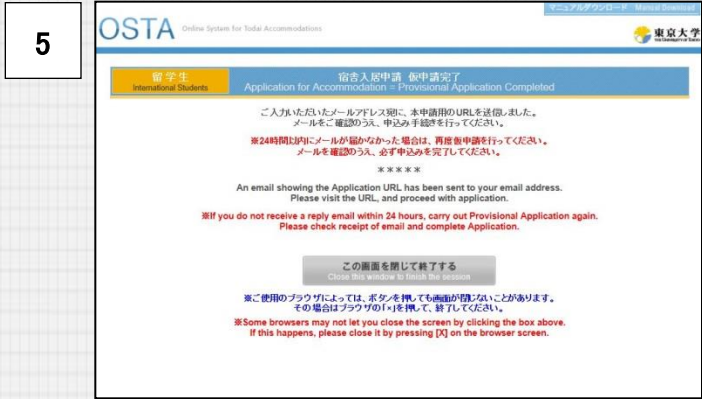 5
マニュアルダウンロード Manual Download
OSTA Online System for Todai Accommodations
東京大学
留学生
International Students
宿舎入居申請 仮申請完了
Application for Accommodation = Provisional Application Completed
ご入力いただいたメールアドレス宛に、本申請用のURLを送信しました。
メールをご確認のうえ、申込み手続きを行ってください。
※24時間以内にメールが届かなかった場合は、再度仮申請を行ってください。
メールを確認のうえ、必ず申込みを完了してください。
*****
An email showing the Application URL has been sent to your email address.
Please visit the URL, and proceed with application.
※If you do not receive a reply email within 24 hours, carry out Provisional Application again.
Please check receipt of email and complete Application.
この画面を閉じて終了する
Close this window to finish the session
※ご使用のブラウザによっては、ボタンを押しても画面が閉じないことがあります。
その場合はブラウザの「×」を押して、終了してください。
※Some browsers may not let you close the screen by clicking the box above.
If this happens, please close it by pressing [X] on the browser screen.